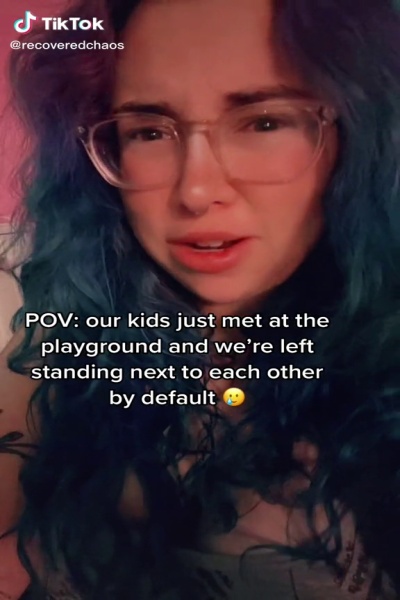 TikTok
@recoveredchaos
POV: our kids just met at the
playground and we're left
standing next to each other
by default 🥲